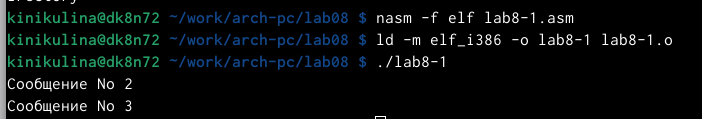 kinikulina@dk8n72 ~/work/arch-pc/lab08 $ nasm -f elf lab8-1.asm
kinikulina@dk8n72 ~/work/arch-pc/lab08 $ ld -m elf_i386 -o lab8-1 lab8-1.o
kinikulina@dk8n72 ~/work/arch-pc/lab08 $ ./lab8-1
Сообщение No 2
Сообщение No 3